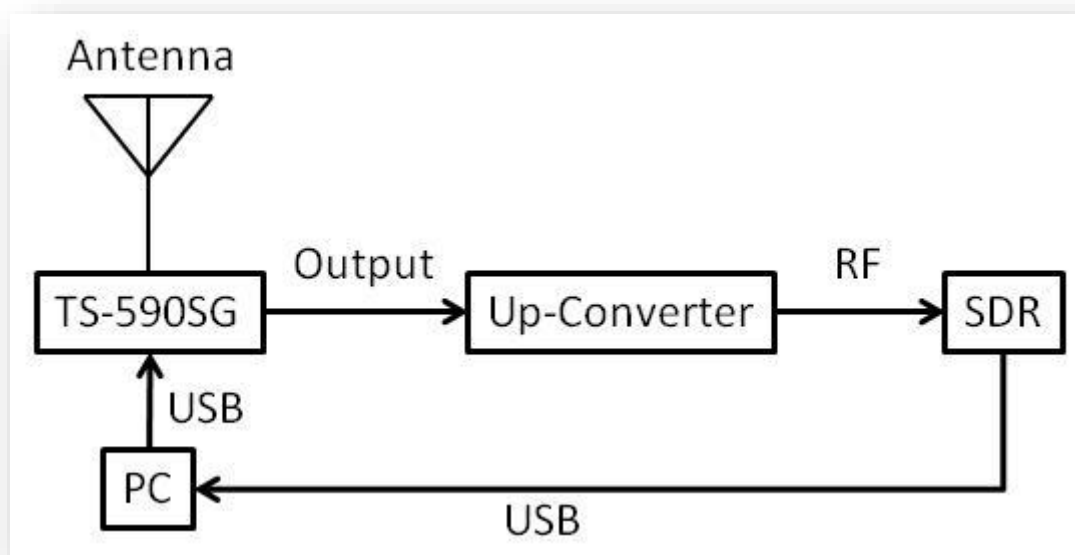 Antenna
Output
RF
TS-590SG
Up-Converter
SDR
USB
PC
USB